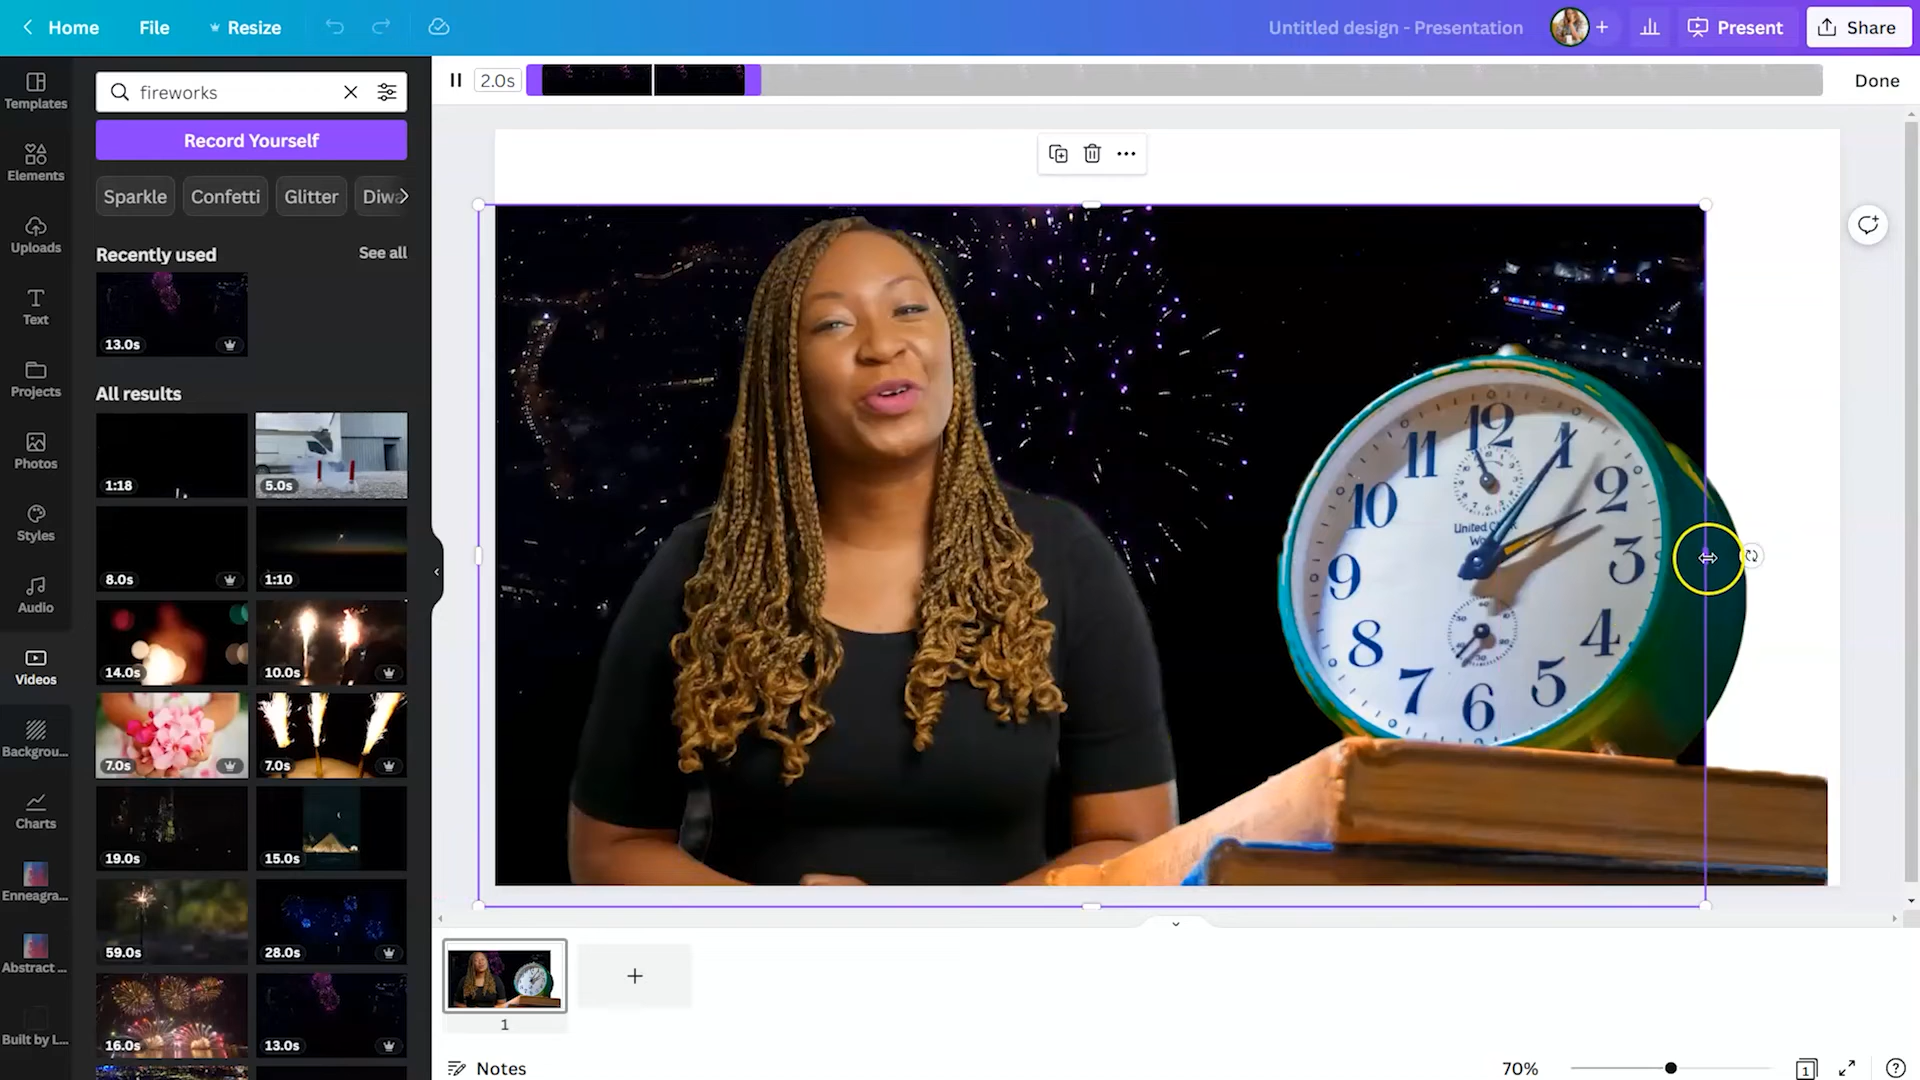 Home File Resize Untitled design - Presentation + Present Share
Templates
Elements
Uploads
Text
Projects
Photos
Styles
Audio
Videos
Backgrou...
Charts
Enneagra...
Abstract ...
Built by L...
fireworks
Record Yourself
Sparkle Confetti Glitter Diwa
Recently used See all
13.0s
All results
1:18 5.0s
8.0s 1:10
14.0s 10.0s
7.0s 7.0s
19.0s 15.0s
59.0s 28.0s
16.0s 13.0s
2.0s Done
12
1
2
3
4
5
6
7
8
9
10
11
United
1
Notes 70% 1 ?